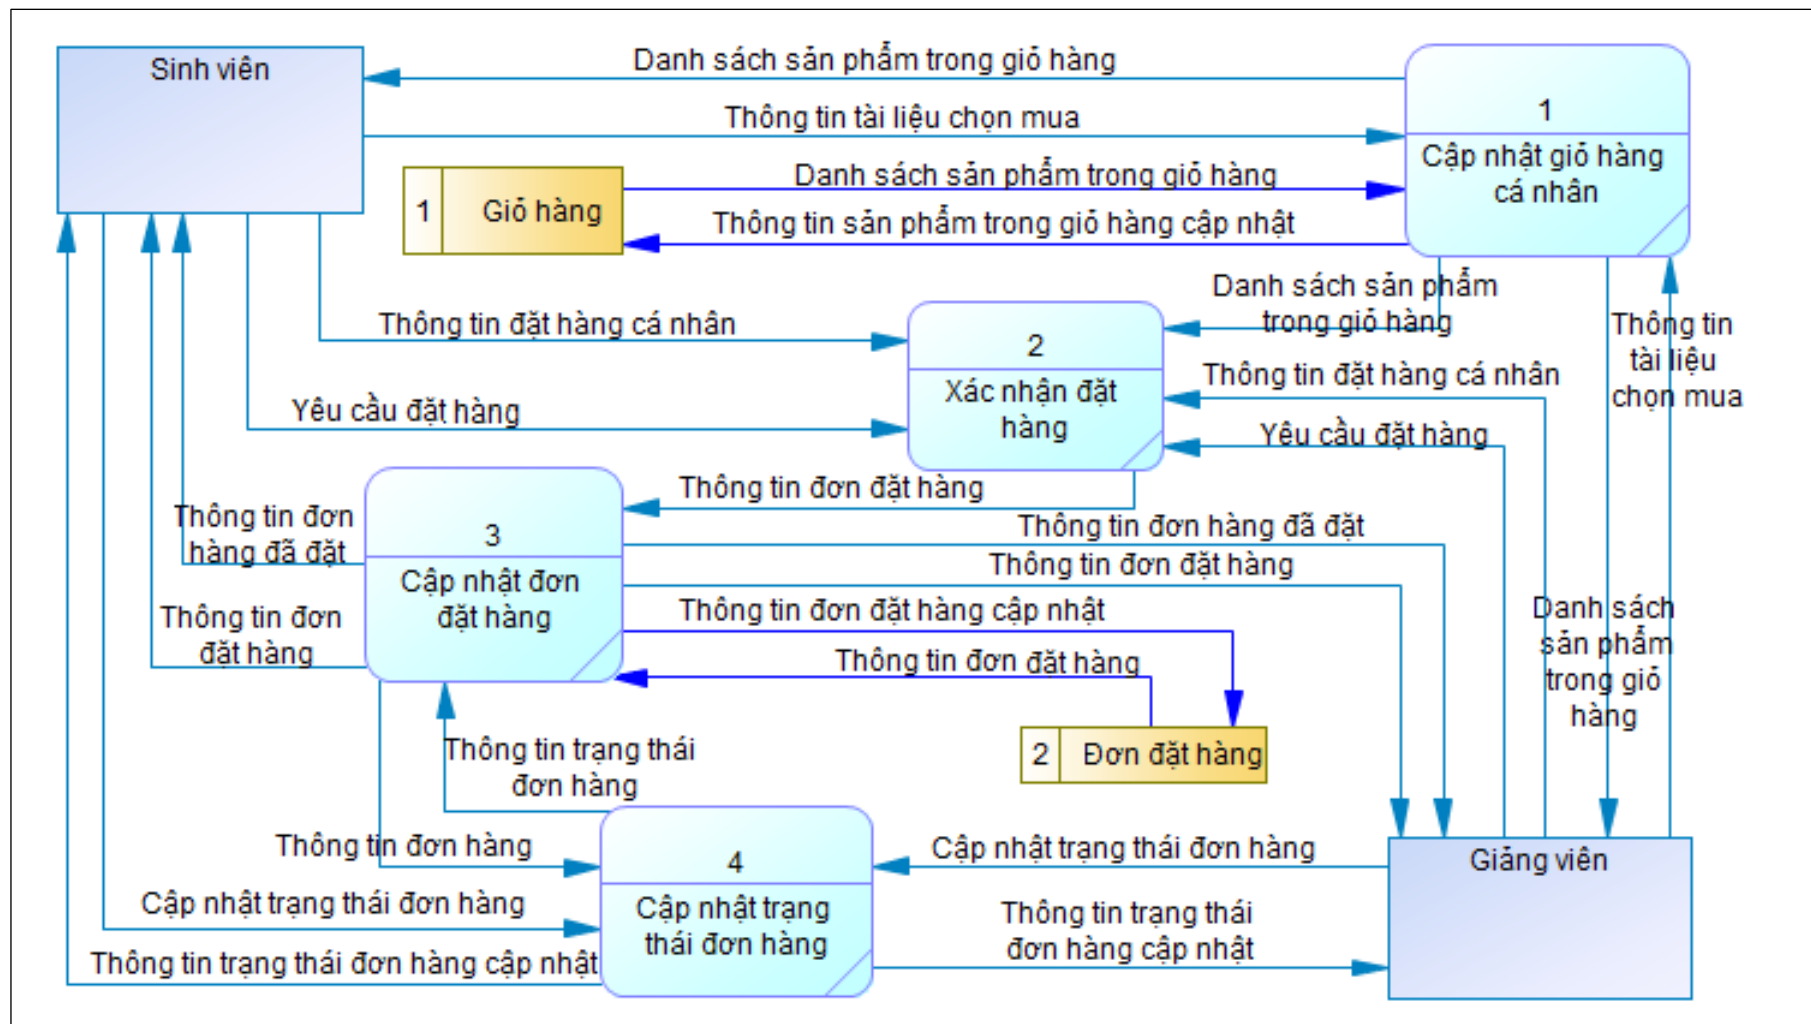 Sinh viên
Danh sách sản phẩm trong giỏ hàng
Thông tin tài liệu chọn mua
1
Cập nhật giỏ hàng
cá nhân
1
Giỏ hàng
Danh sách sản phẩm trong giỏ hàng
Thông tin sản phẩm trong giỏ hàng cập nhật
Danh sách sản phẩm
trong giỏ hàng
Thông tin
tài liệu
chọn mua
Thông tin đặt hàng cá nhân
2
Xác nhận đặt
hàng
Thông tin đặt hàng cá nhân
Yêu cầu đặt hàng
Yêu cầu đặt hàng
Thông tin đơn đặt hàng
Thông tin đơn
hàng đã đặt
3
Cập nhật đơn
đặt hàng
Thông tin đơn hàng đã đặt
Thông tin đơn đặt hàng
Thông tin đơn đặt hàng cập nhật
Thông tin đơn đặt hàng
Thông tin đơn
đặt hàng
Danh sách
sản phẩm
trong giỏ
hàng
2
Đơn đặt hàng
Thông tin trạng thái
đơn hàng
Thông tin đơn hàng
4
Cập nhật trạng
thái đơn hàng
Cập nhật trạng thái đơn hàng
Giảng viên
Cập nhật trạng thái đơn hàng
Thông tin trạng thái
đơn hàng cập nhật
Thông tin trạng thái đơn hàng cập nhật